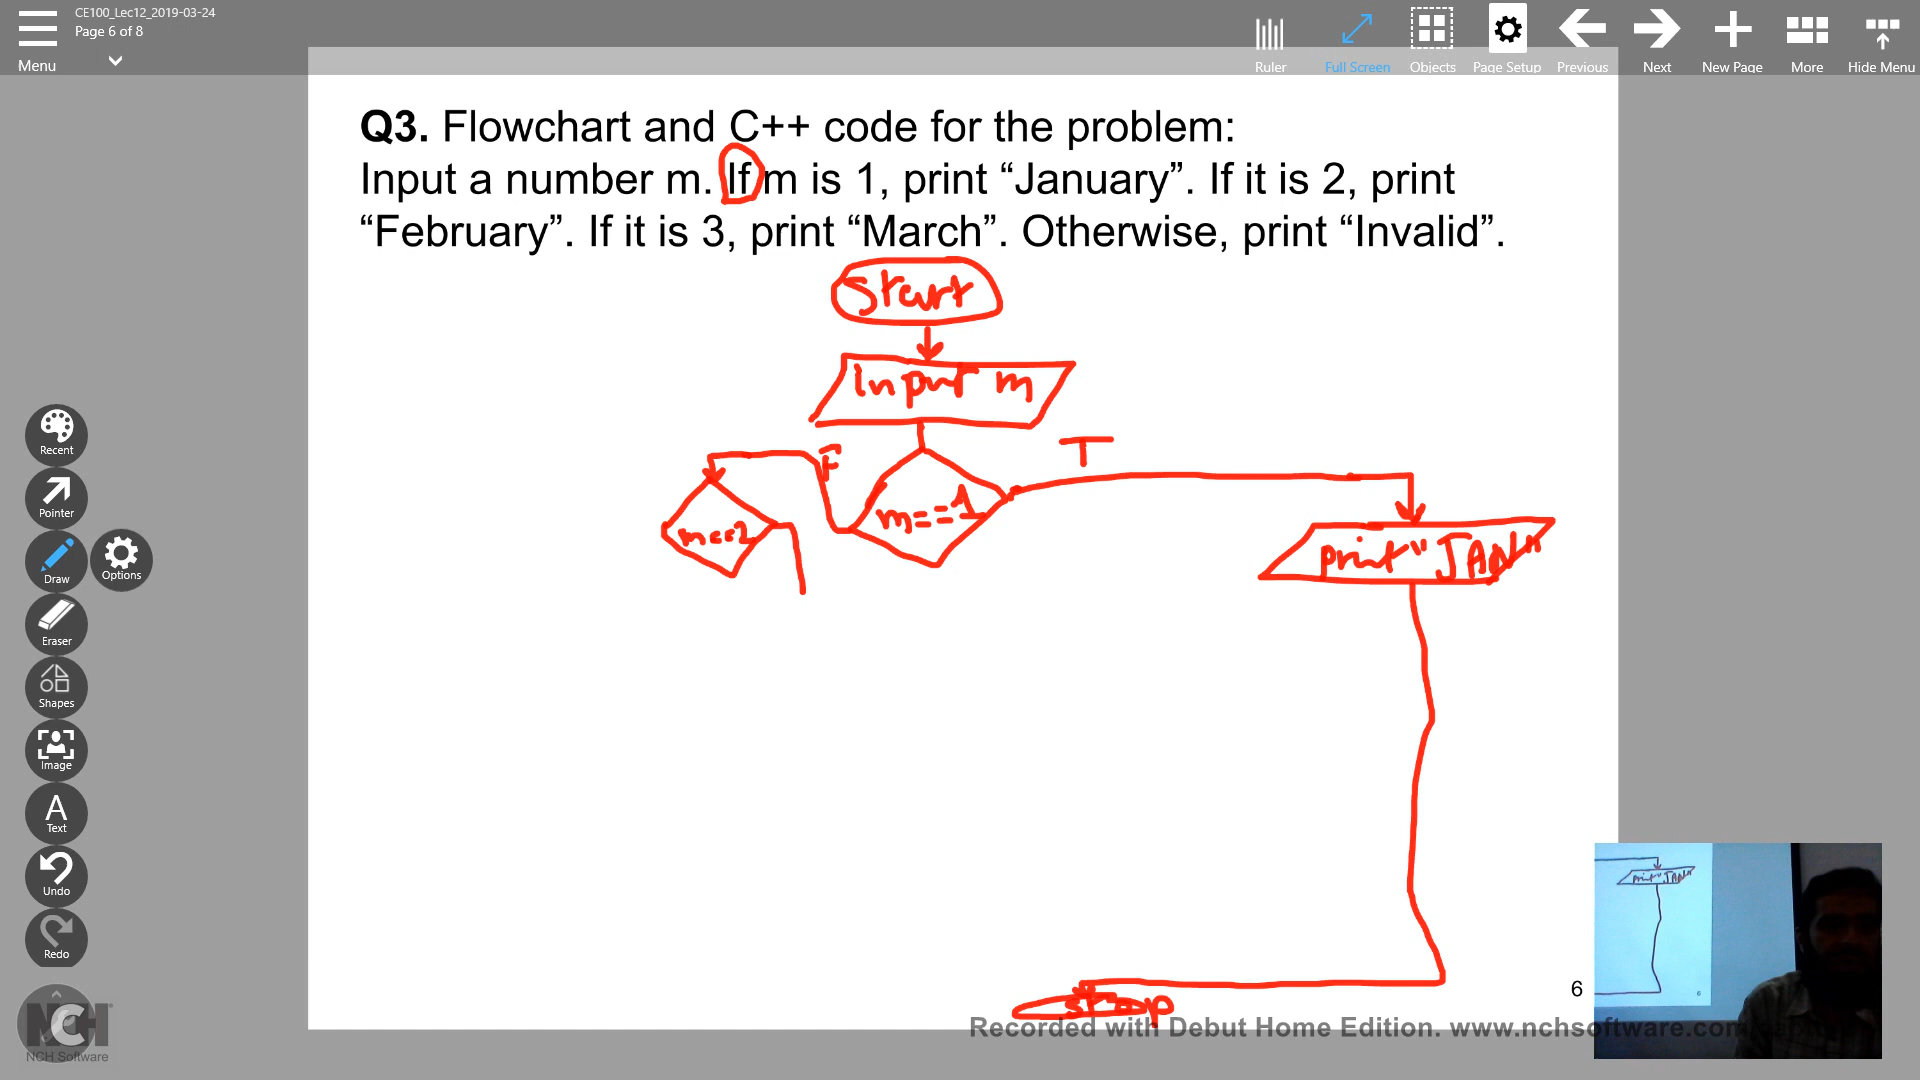 CE100_Lec12_2019-03-24
Page 6 of 8
Menu
Ruler
Full Screen
Objects
Page Setup
Previous
Next
New Page
More
Hide Menu
Q3. Flowchart and C++ code for the problem:
Input a number m. If m is 1, print “January”. If it is 2, print
“February”. If it is 3, print “March”. Otherwise, print “Invalid”.
Start
input m
F
T
m==1
m==2
print "JAN"
stop
Recent
Pointer
Draw
Options
Eraser
Shapes
Image
Text
Undo
Redo
NCH
NCH Software
6
Recorded with Debut Home Edition. www.nchsoftware.com